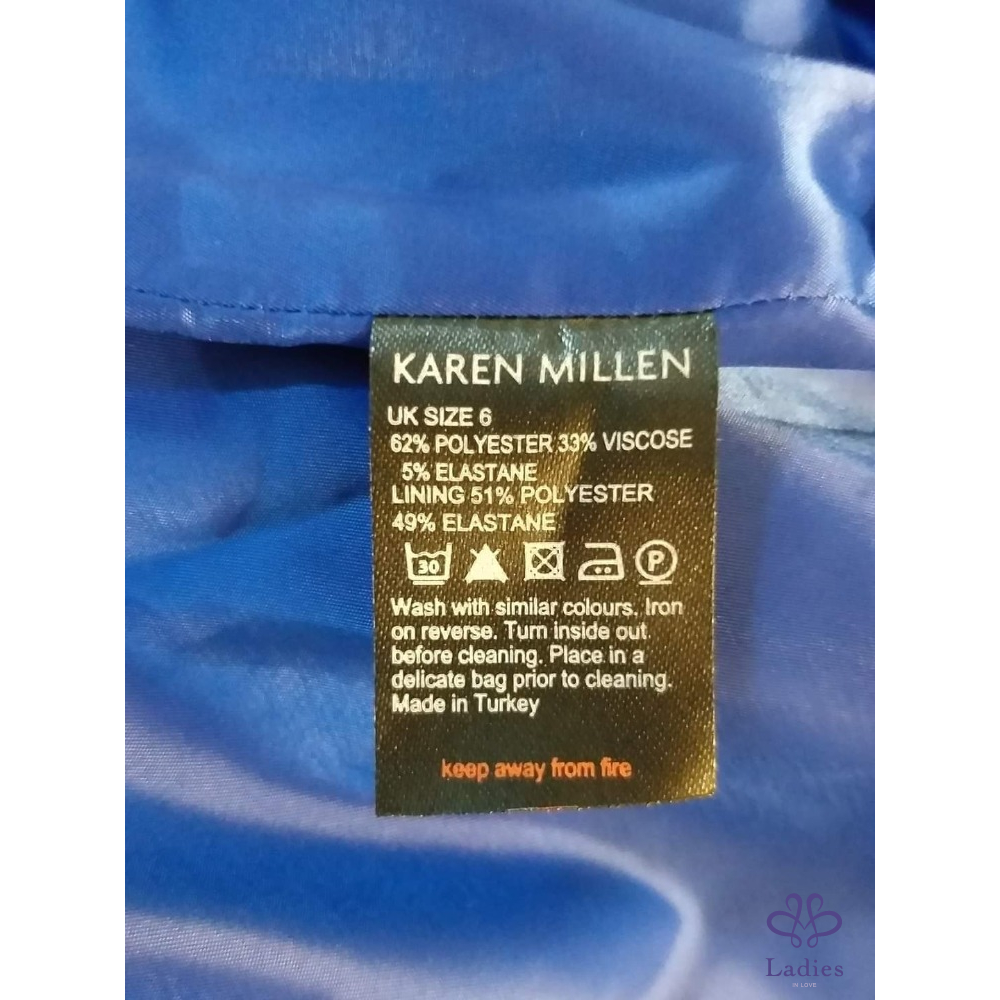 KAREN MILLEN
UK SIZE 6
62% POLYESTER 33% VISCOSE
5% ELASTANE
LINING 51% POLYESTER
49% ELASTANE
30 P
Wash with similar colours. Iron
on reverse. Turn inside out
before cleaning. Place in a
delicate bag prior to cleaning.
Made in Turkey
keep away from fire
Ladies
IN LOVE